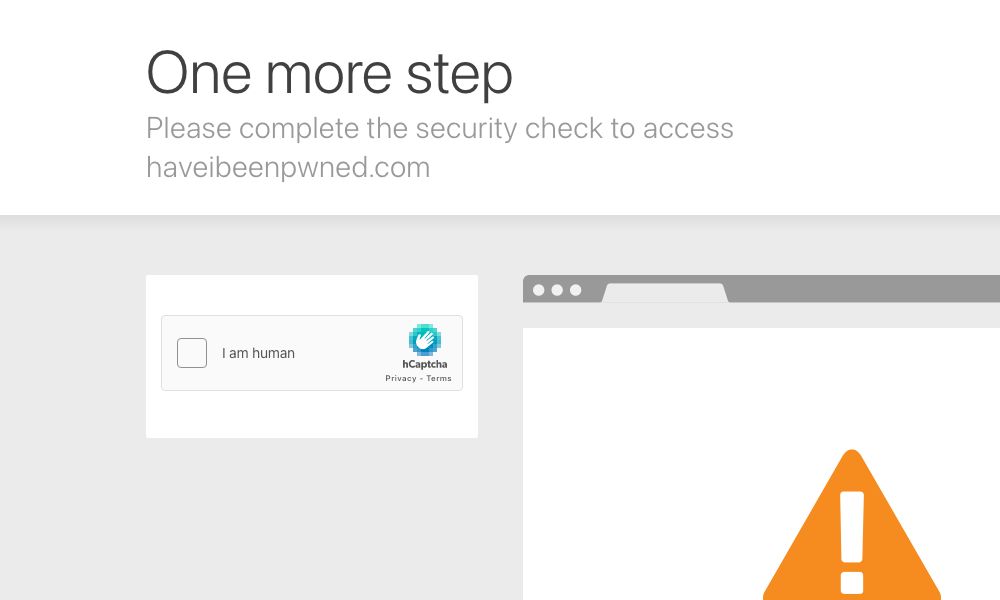 One more step
Please complete the security check to access
haveibeenpwned.com
I am human
hCaptcha
Privacy - Terms